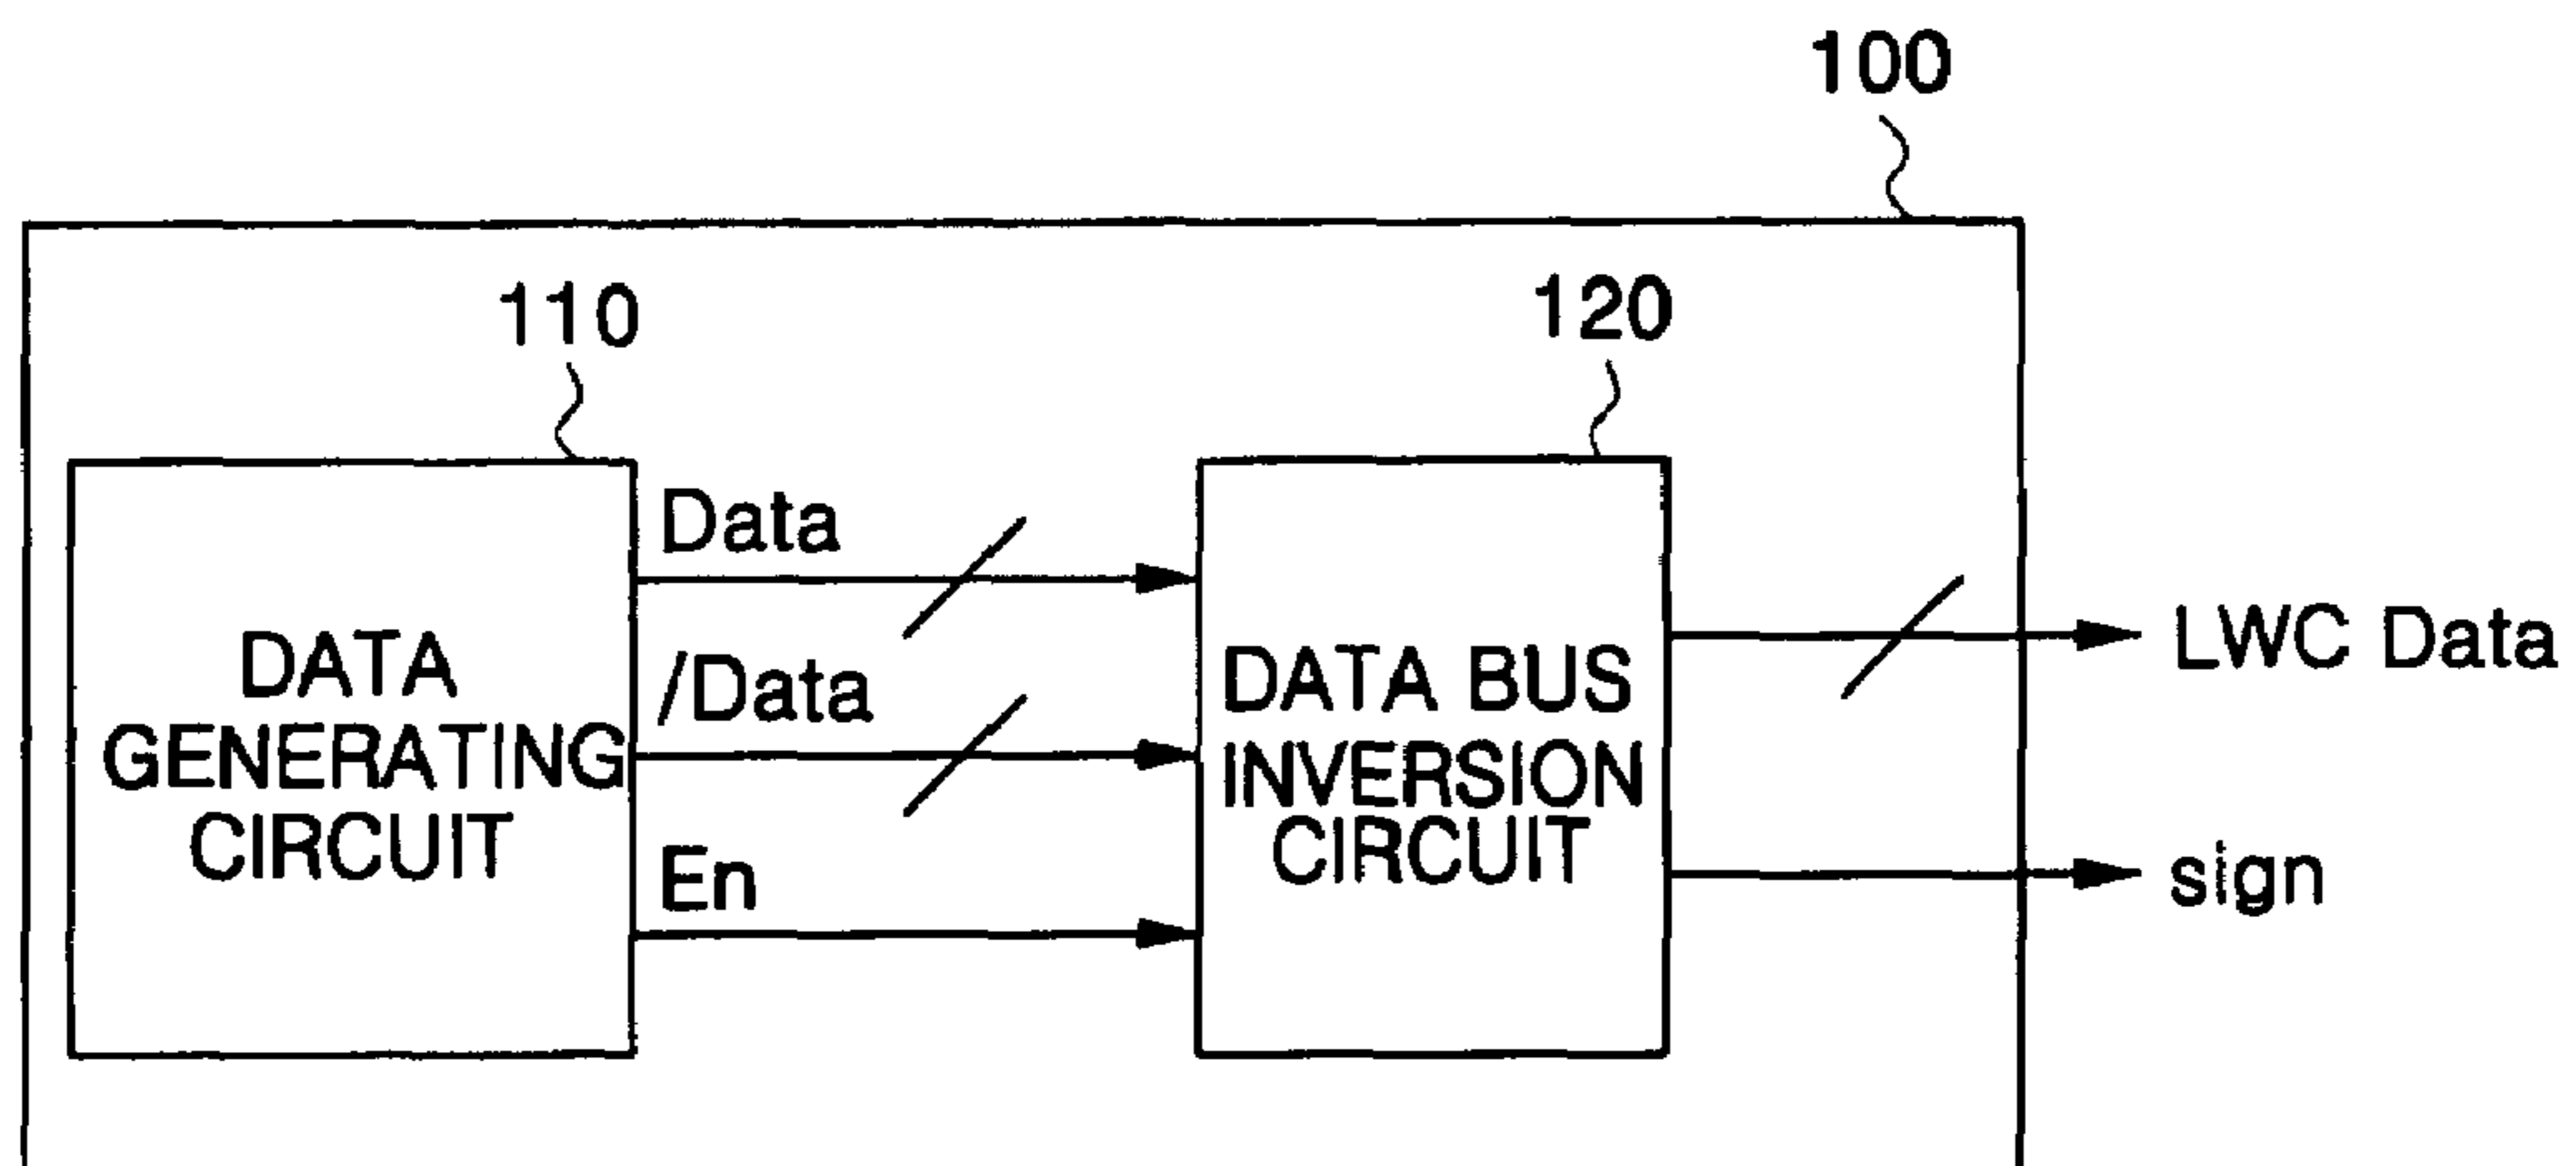 100
110
120
Data
/Data
En
DATA
GENERATING
CIRCUIT
DATA BUS
INVERSION
CIRCUIT
LWC Data
sign